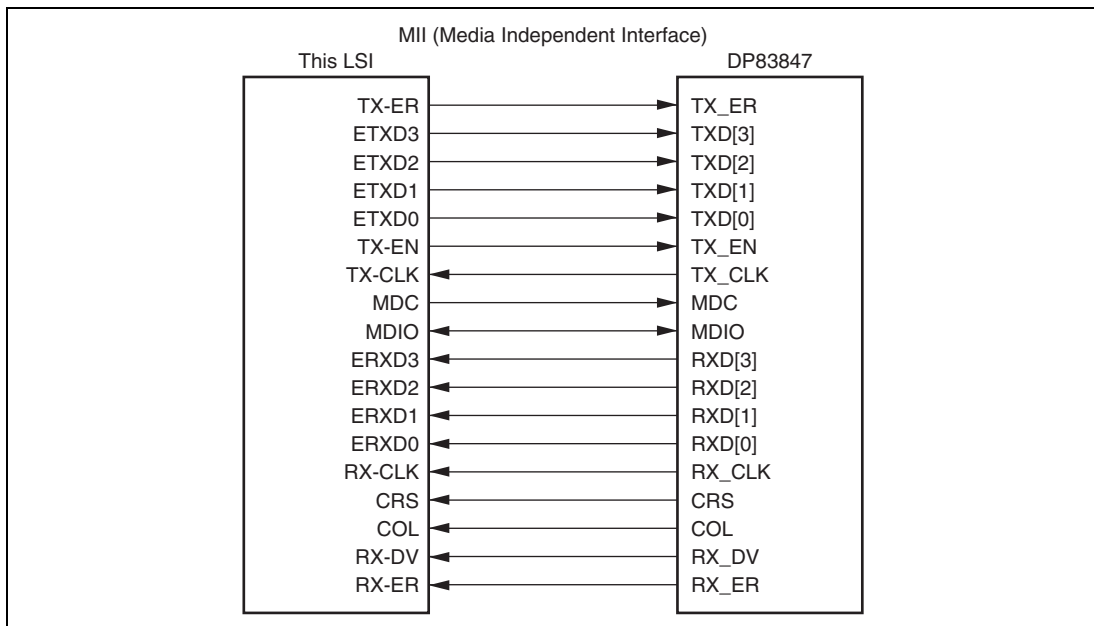 MII (Media Independent Interface)
This LSI DP83847
TX-ER TX_ER
ETXD3 TXD[3]
ETXD2 TXD[2]
ETXD1 TXD[1]
ETXD0 TXD[0]
TX-EN TX_EN
TX-CLK TX_CLK
MDC MDC
MDIO MDIO
ERXD3 RXD[3]
ERXD2 RXD[2]
ERXD1 RXD[1]
ERXD0 RXD[0]
RX-CLK RX_CLK
CRS CRS
COL COL
RX-DV RX_DV
RX-ER RX_ER